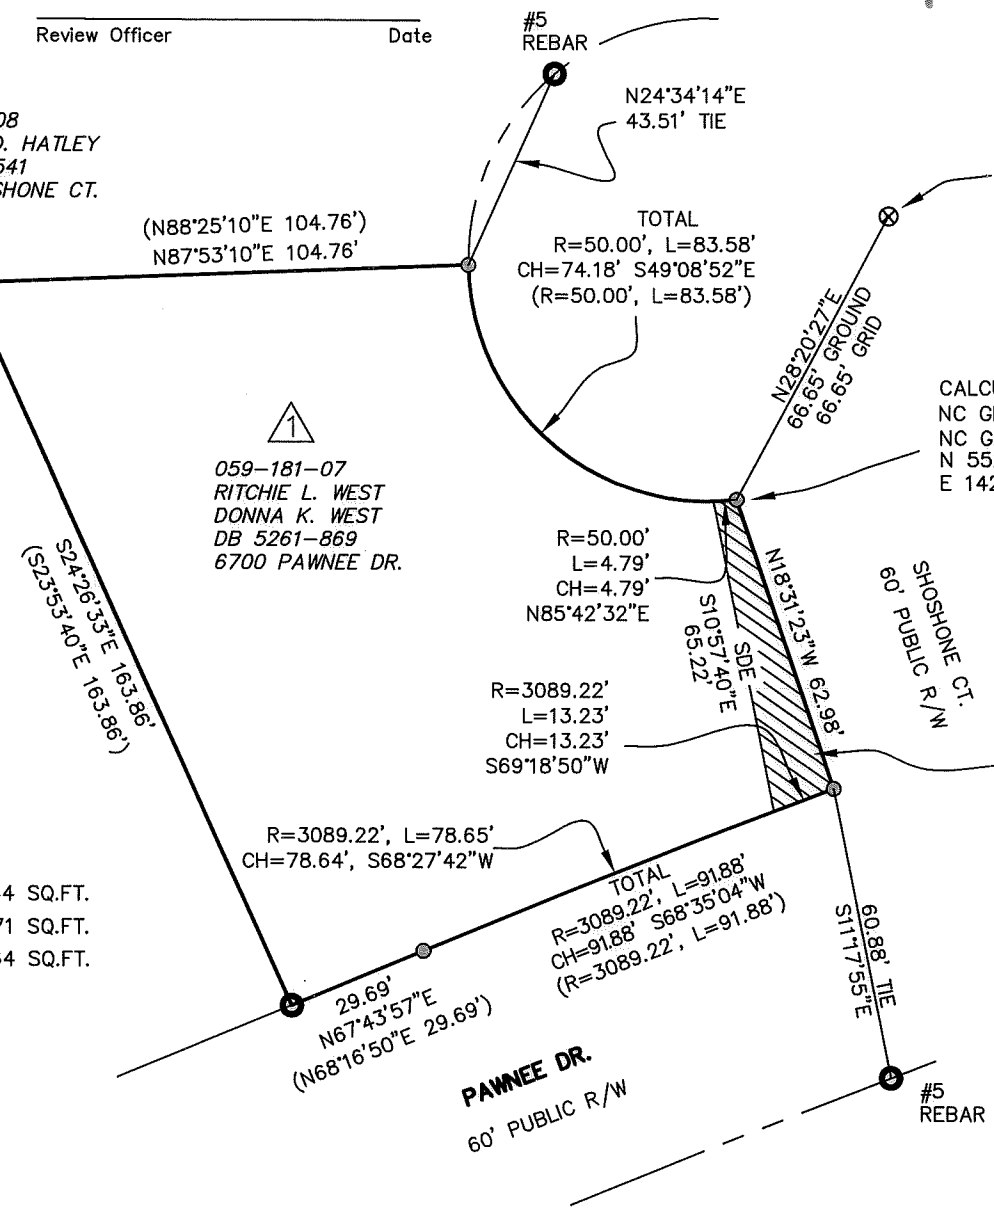 Review Officer Date
#5
REBAR
N24°34'14"E
43.51' TIE
08
D. HATLEY
541
SHONE CT.
(N88°25'10"E 104.76')
N87°53'10"E 104.76'
TOTAL
R=50.00', L=83.58'
CH=74.18' S49°08'52"E
(R=50.00', L=83.58')
N28°20'27"E
66.65' GROUND
66.65' GRID
CALCU
NC G
NC G
N 55
E 142
1
059-181-07
RITCHIE L. WEST
DONNA K. WEST
DB 5261-869
6700 PAWNEE DR.
S24°26'33"E 163.86'
(S23°53'40"E 163.86')
R=50.00'
L=4.79'
CH=4.79'
N85°42'32"E
S10°57'40"E
65.22'
SDE
N18°31'23"W 62.98'
SHOSHONE CT.
60' PUBLIC R/W
R=3089.22'
L=13.23'
CH=13.23'
S69°18'50"W
R=3089.22', L=78.65'
CH=78.64', S68°27'42"W
TOTAL
R=3089.22', L=91.88'
CH=91.88' S68°35'04"W
(R=3089.22', L=91.88')
4 SQ.FT.
71 SQ.FT.
54 SQ.FT.
60.88' TIE
S11°17'55"E
29.69'
N67°43'57"E
(N68°16'50"E 29.69')
PAWNEE DR.
60' PUBLIC R/W
#5
REBAR